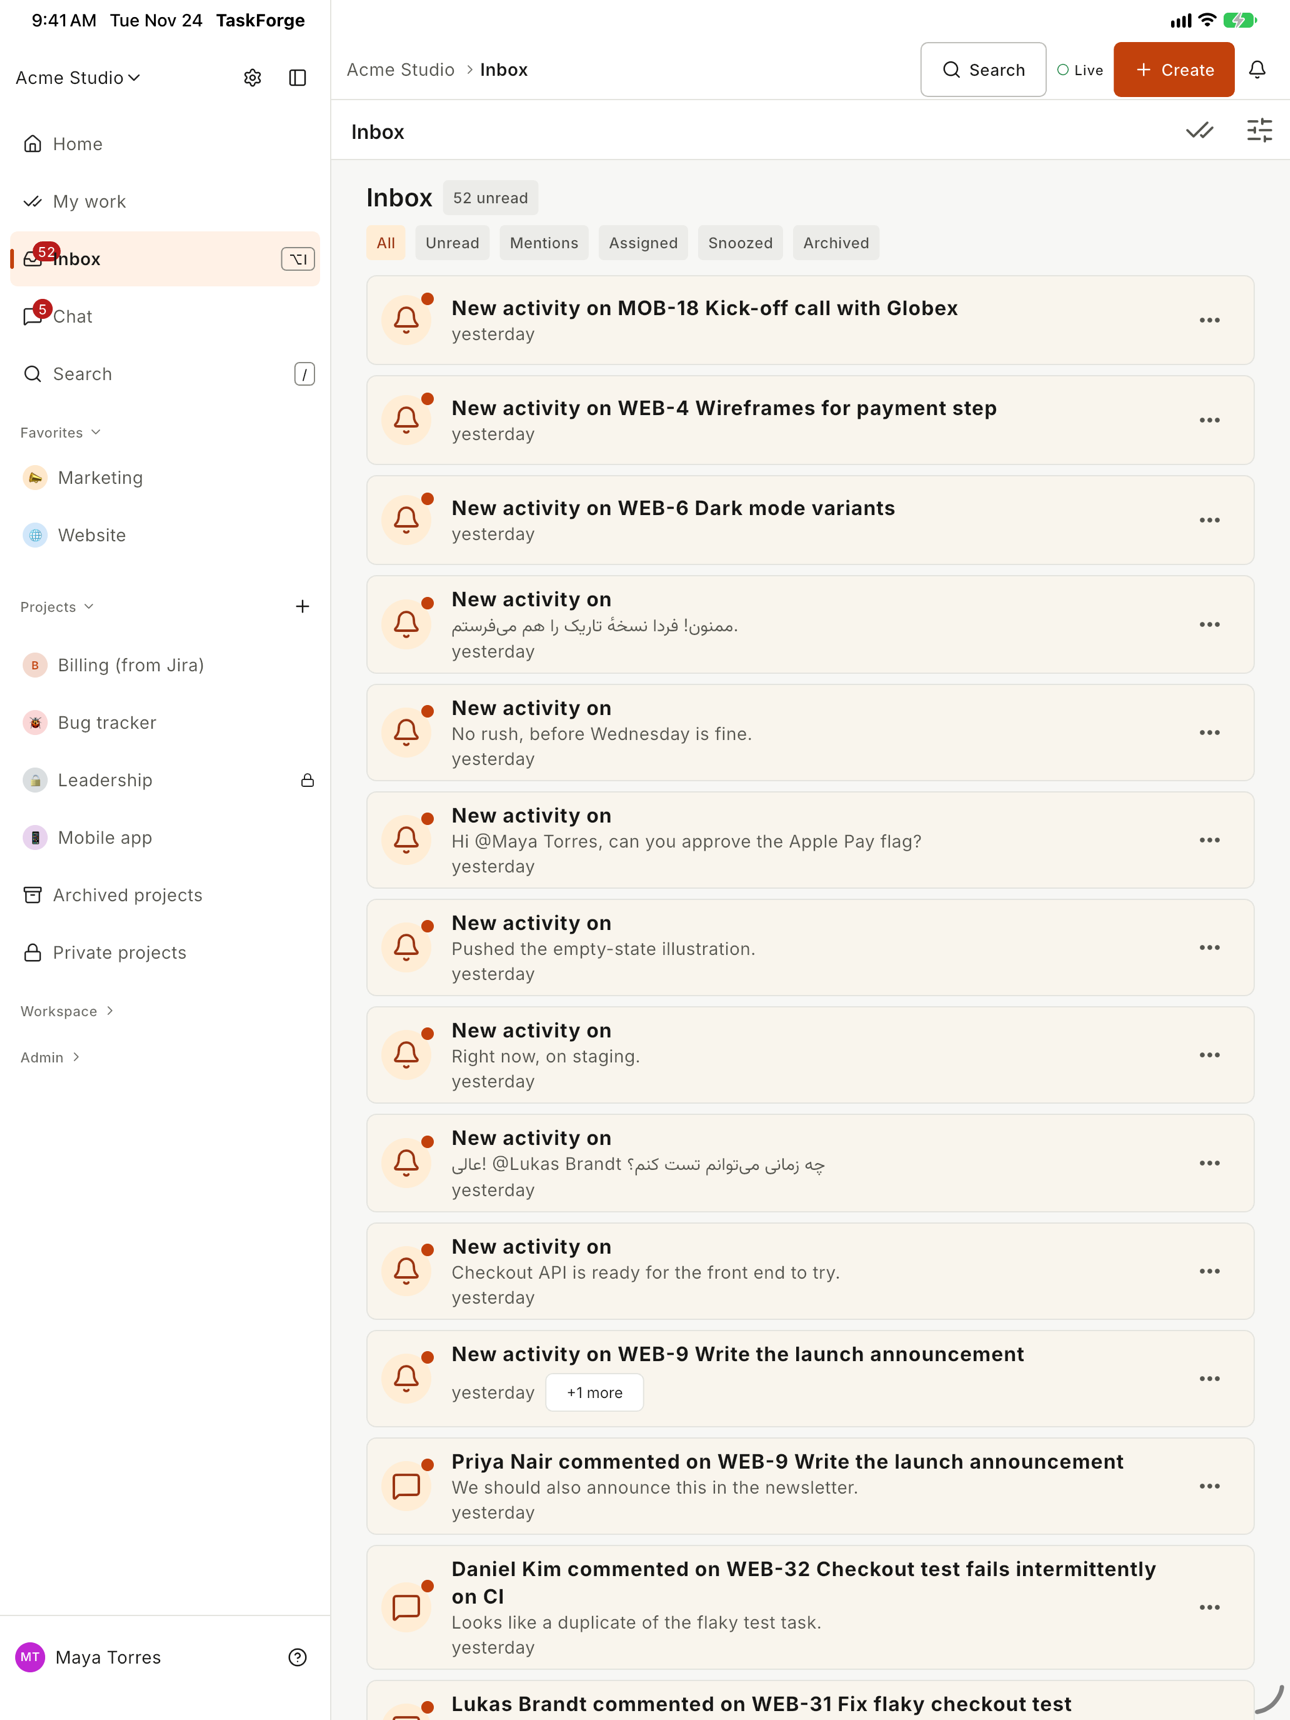 9:41 AM Tue Nov 24 TaskForge
Acme Studio
Home
My work
52
Inbox
⌥I
5
Chat
Search
/
Favorites
Marketing
Website
Projects
B
Billing (from Jira)
Bug tracker
Leadership
Mobile app
Archived projects
Private projects
Workspace
Admin
MT
Maya Torres
Acme Studio > Inbox
Search
Live
+ Create
Inbox
Inbox
52 unread
All
Unread
Mentions
Assigned
Snoozed
Archived
New activity on MOB-18 Kick-off call with Globex
yesterday
New activity on WEB-4 Wireframes for payment step
yesterday
New activity on WEB-6 Dark mode variants
yesterday
New activity on
ممنون! فردا نسخهٔ تاریک را هم می‌فرستم.
yesterday
New activity on
No rush, before Wednesday is fine.
yesterday
New activity on
Hi @Maya Torres, can you approve the Apple Pay flag?
yesterday
New activity on
Pushed the empty-state illustration.
yesterday
New activity on
Right now, on staging.
yesterday
New activity on
عالی! @Lukas Brandt چه زمانی می‌توانم تست کنم؟
yesterday
New activity on
Checkout API is ready for the front end to try.
yesterday
New activity on WEB-9 Write the launch announcement
yesterday
+1 more
Priya Nair commented on WEB-9 Write the launch announcement
We should also announce this in the newsletter.
yesterday
Daniel Kim commented on WEB-32 Checkout test fails intermittently
on CI
Looks like a duplicate of the flaky test task.
yesterday
Lukas Brandt commented on WEB-31 Fix flaky checkout test